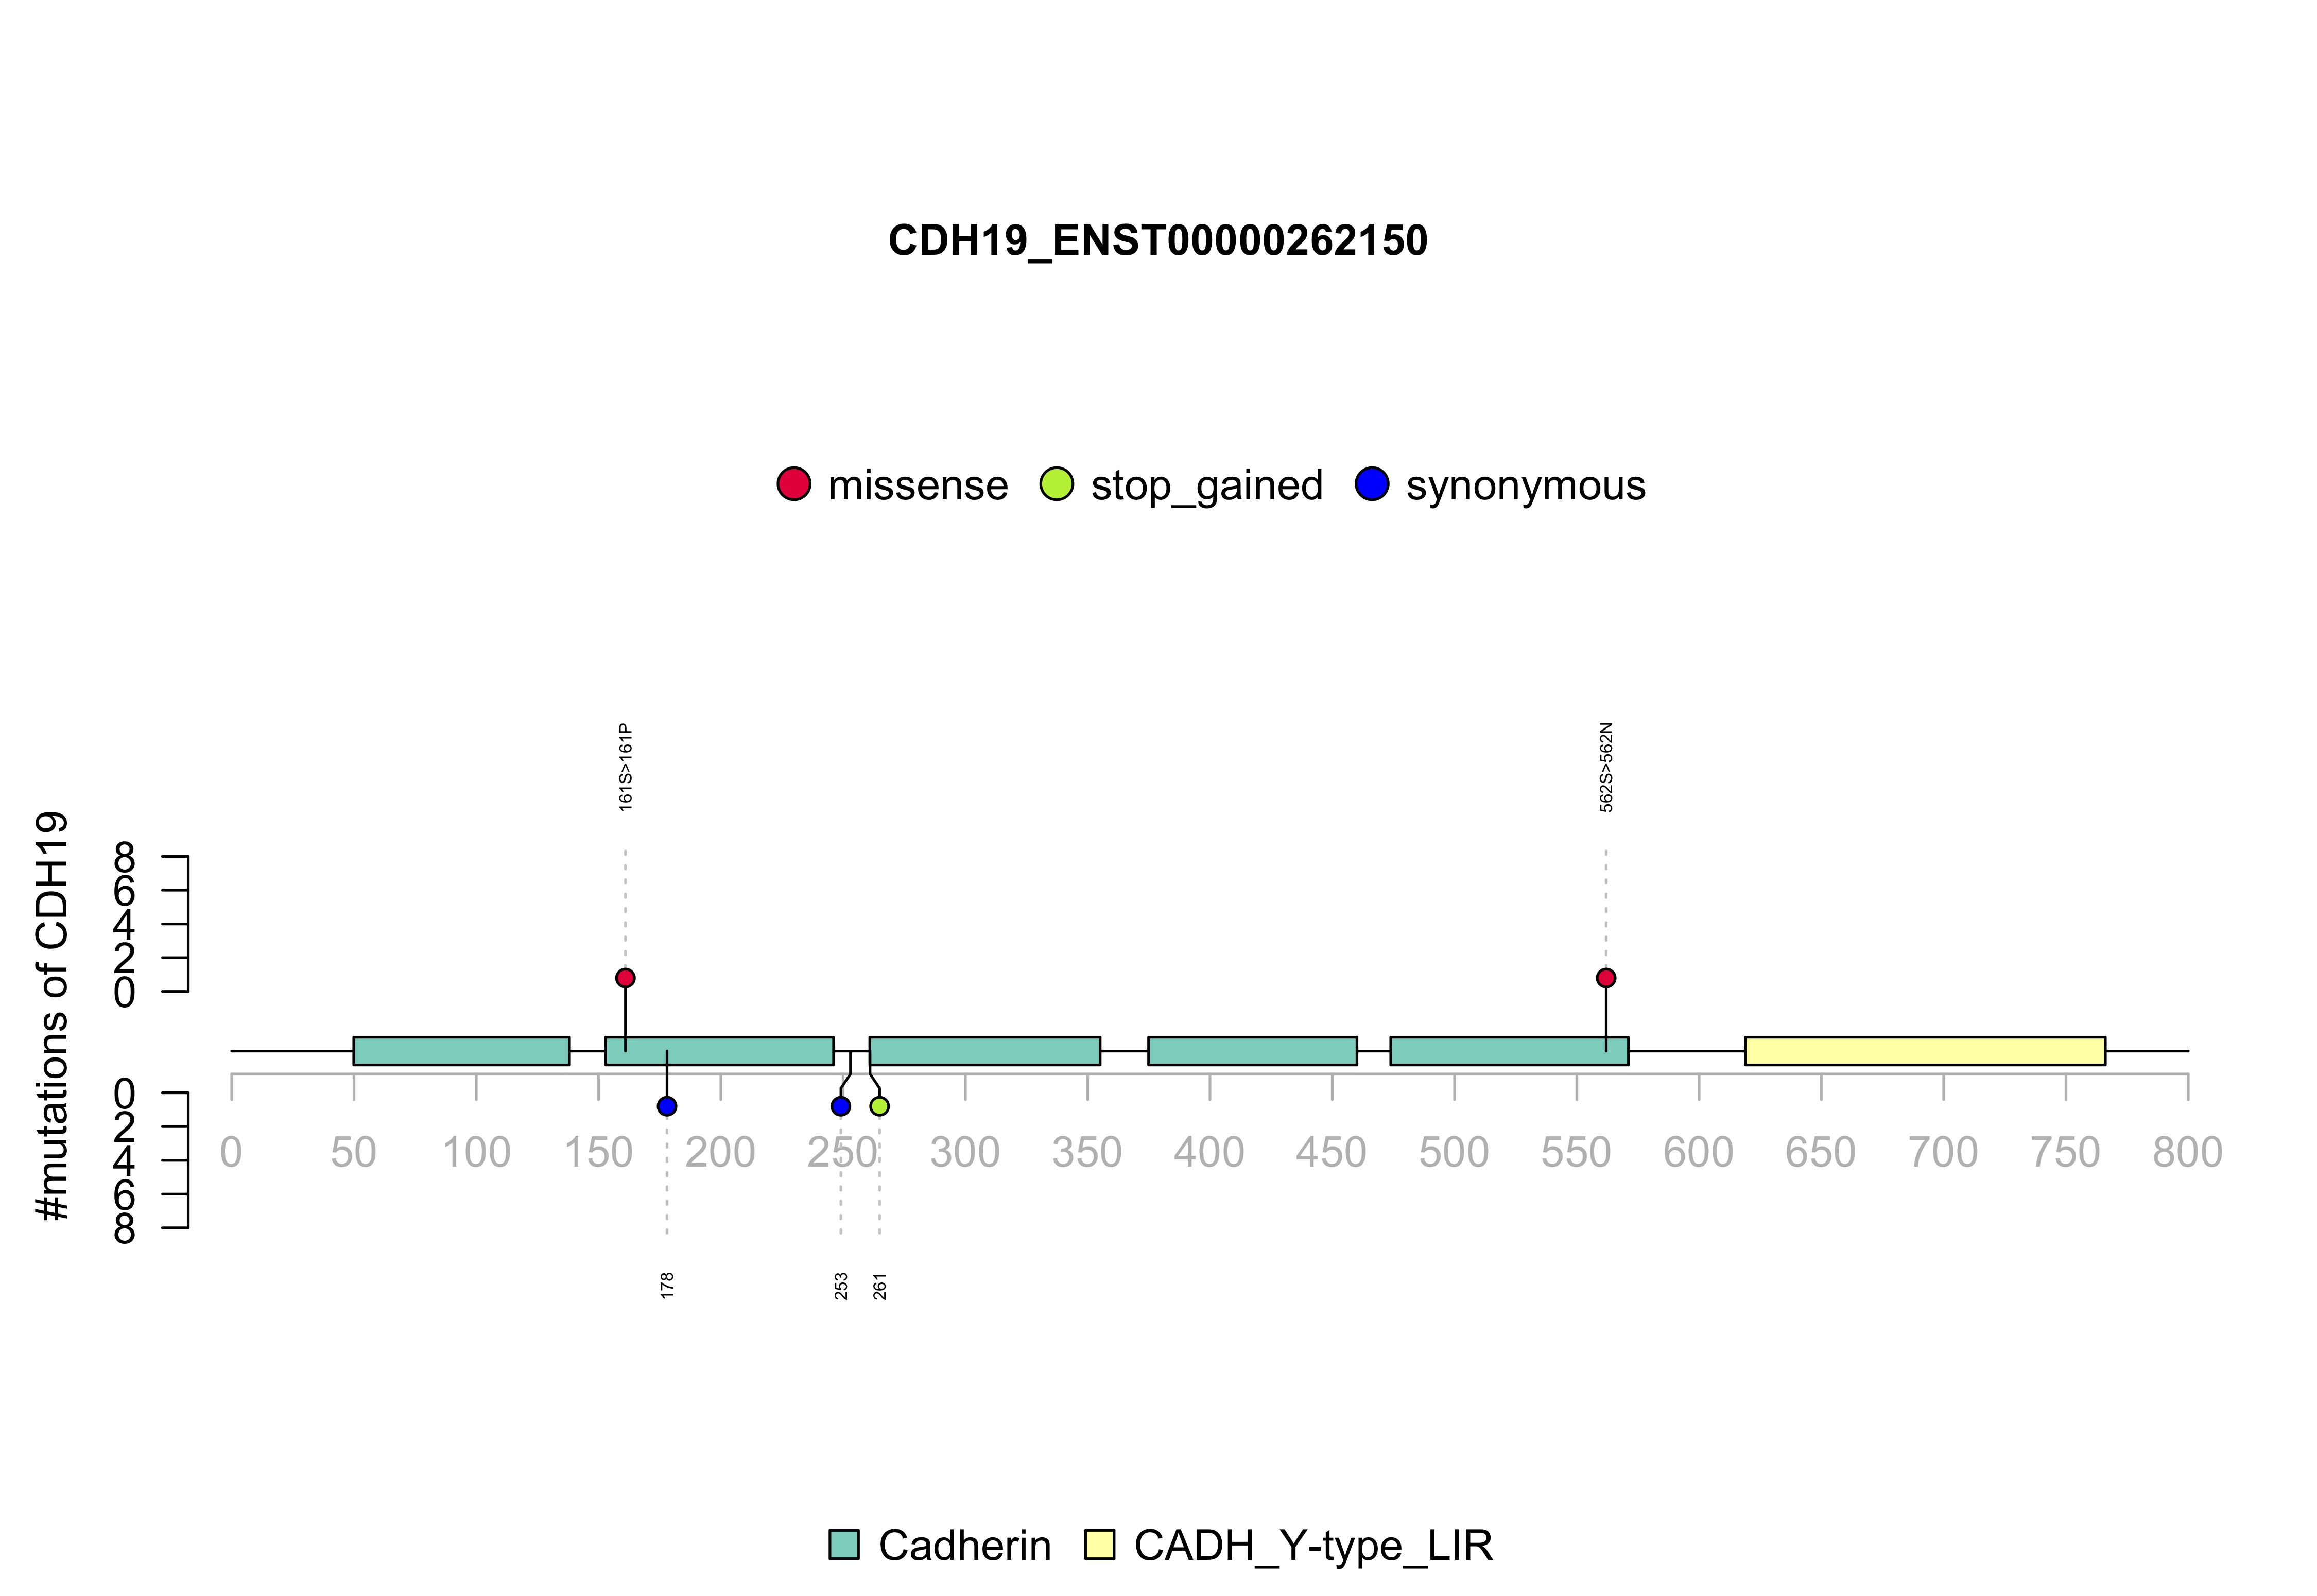 CDH19_ENST00000262150
missense stop_gained synonymous
161S>161P
562S>562N
#mutations of CDH19
8
6
4
2
0
0
2
4
6
8
0 50 100 150 200 250 300 350 400 450 500 550 600 650 700 750 800
178
253
261
Cadherin CADH_Y-type_LIR